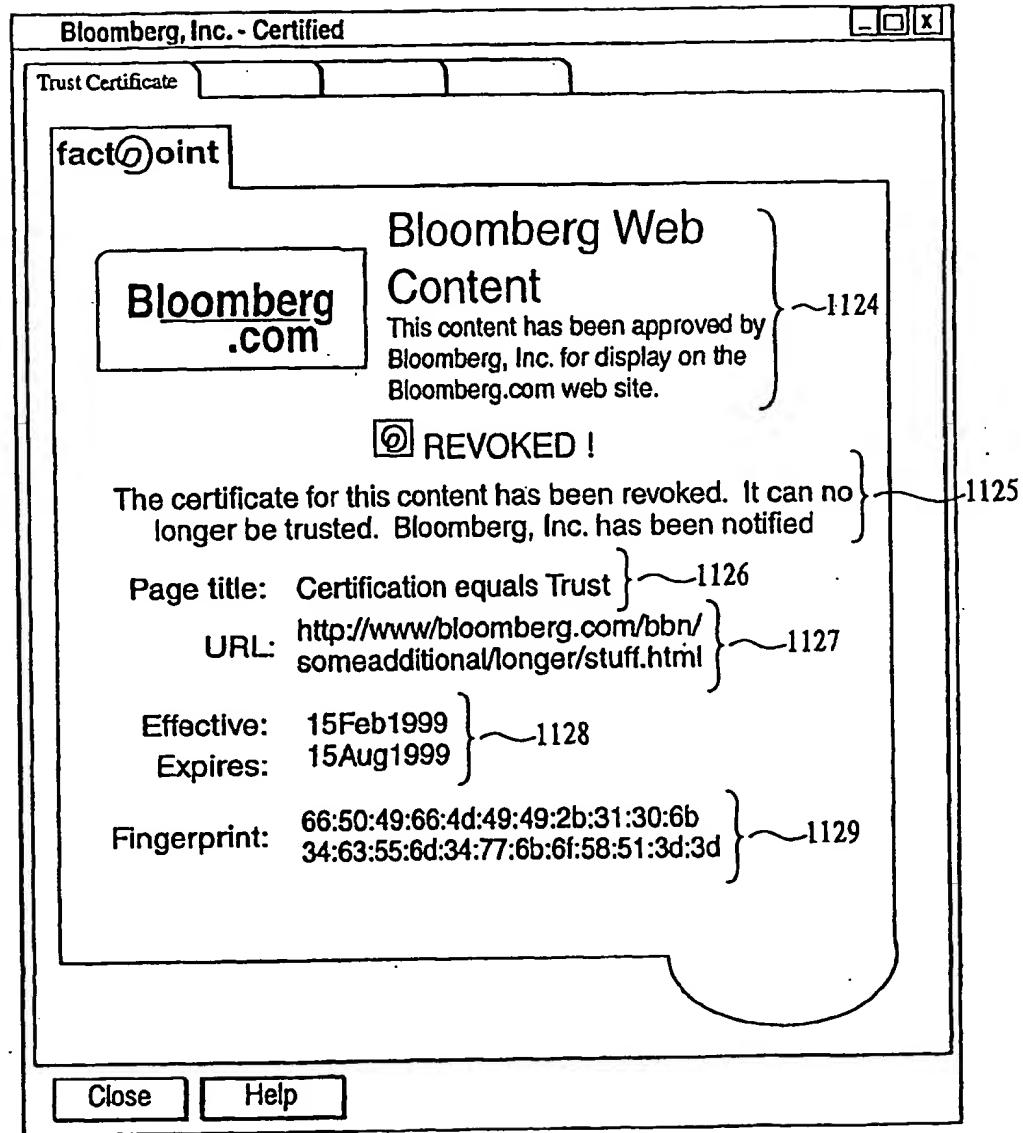 Bloomberg, Inc. - Certified
Trust Certificate
factpoint
Bloomberg Web
Content
Bloomberg
.com
This content has been approved by
Bloomberg, Inc. for display on the
Bloomberg.com web site.
1124
REVOKED !
The certificate for this content has been revoked. It can no
longer be trusted. Bloomberg, Inc. has been notified
1125
Page title: Certification equals Trust
1126
URL: http://www/bloomberg.com/bbn/
someadditional/longer/stuff.html
1127
Effective: 15Feb1999
Expires: 15Aug1999
1128
Fingerprint: 66:50:49:66:4d:49:49:2b:31:30:6b
34:63:55:6d:34:77:6b:6f:58:51:3d:3d
1129
Close Help